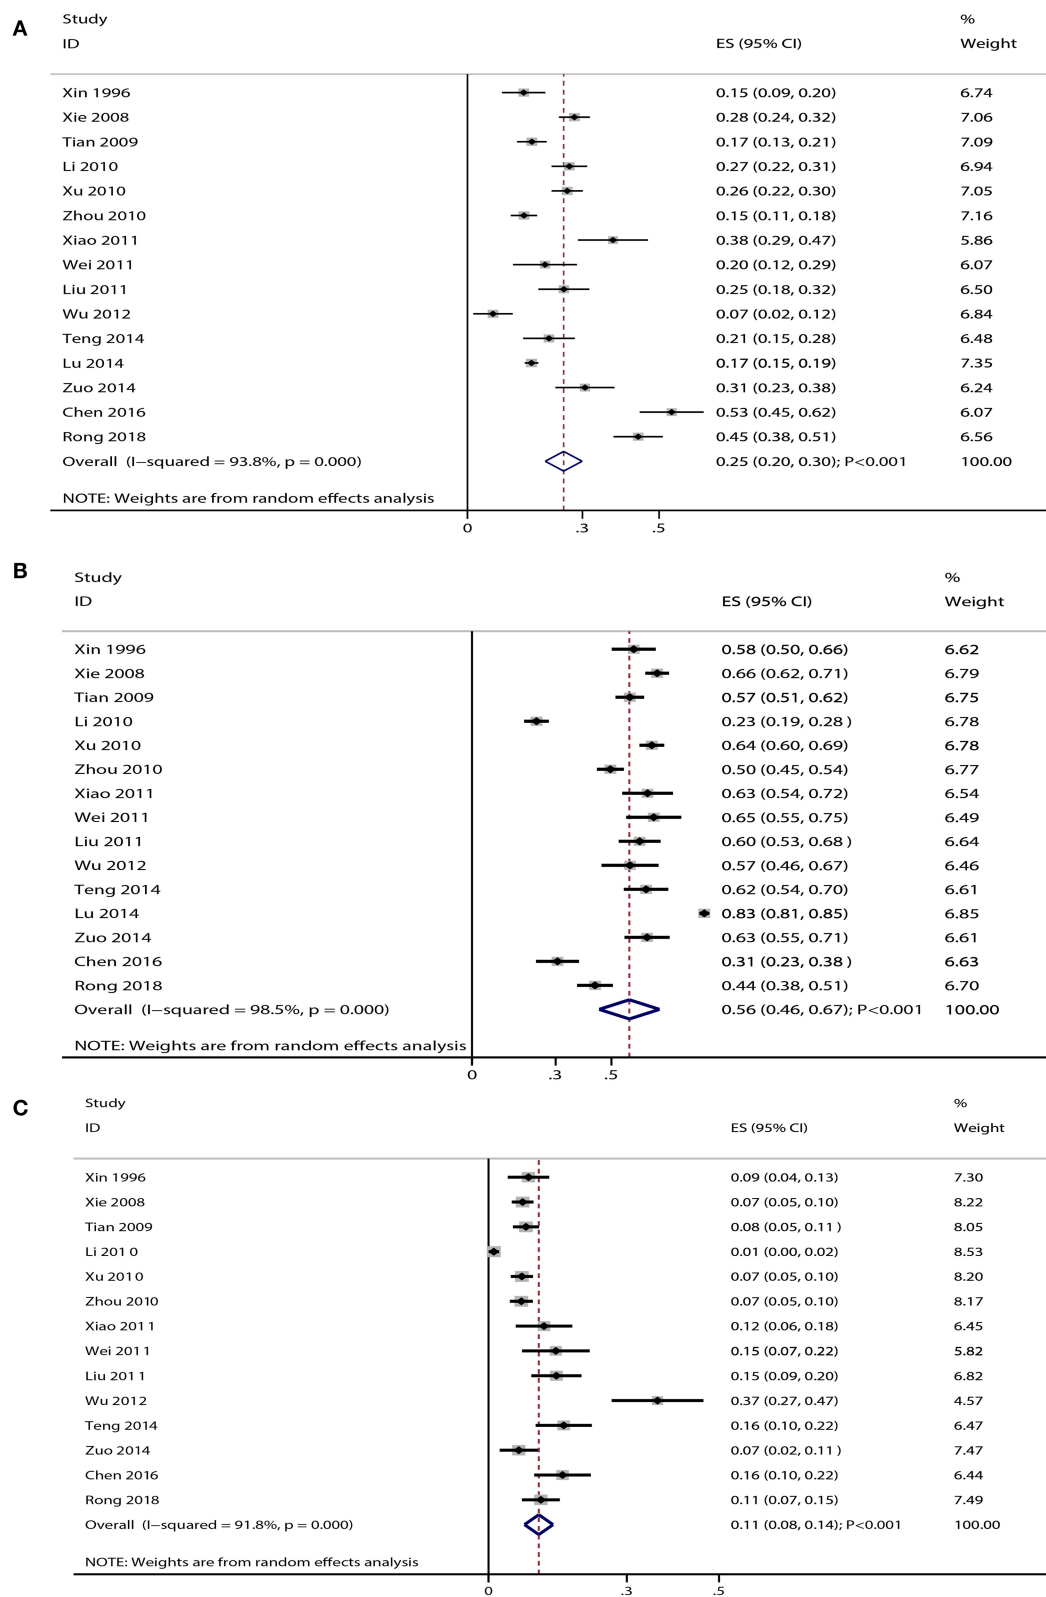 A
Study %
ID ES (95% CI) Weight
Xin 1996 0.15 (0.09, 0.20) 6.74
Xie 2008 0.28 (0.24, 0.32) 7.06
Tian 2009 0.17 (0.13, 0.21) 7.09
Li 2010 0.27 (0.22, 0.31) 6.94
Xu 2010 0.26 (0.22, 0.30) 7.05
Zhou 2010 0.15 (0.11, 0.18) 7.16
Xiao 2011 0.38 (0.29, 0.47) 5.86
Wei 2011 0.20 (0.12, 0.29) 6.07
Liu 2011 0.25 (0.18, 0.32) 6.50
Wu 2012 0.07 (0.02, 0.12) 6.84
Teng 2014 0.21 (0.15, 0.28) 6.48
Lu 2014 0.17 (0.15, 0.19) 7.35
Zuo 2014 0.31 (0.23, 0.38) 6.24
Chen 2016 0.53 (0.45, 0.62) 6.07
Rong 2018 0.45 (0.38, 0.51) 6.56
Overall (I−squared = 93.8%, p = 0.000) 0.25 (0.20, 0.30); P<0.001 100.00
NOTE: Weights are from random effects analysis
0 .3 .5
B
Study %
ID ES (95% CI) Weight
Xin 1996 0.58 (0.50, 0.66) 6.62
Xie 2008 0.66 (0.62, 0.71) 6.79
Tian 2009 0.57 (0.51, 0.62) 6.75
Li 2010 0.23 (0.19, 0.28 ) 6.78
Xu 2010 0.64 (0.60, 0.69) 6.78
Zhou 2010 0.50 (0.45, 0.54) 6.77
Xiao 2011 0.63 (0.54, 0.72) 6.54
Wei 2011 0.65 (0.55, 0.75) 6.49
Liu 2011 0.60 (0.53, 0.68 ) 6.64
Wu 2012 0.57 (0.46, 0.67) 6.46
Teng 2014 0.62 (0.54, 0.70) 6.61
Lu 2014 0.83 (0.81, 0.85) 6.85
Zuo 2014 0.63 (0.55, 0.71) 6.61
Chen 2016 0.31 (0.23, 0.38 ) 6.63
Rong 2018 0.44 (0.38, 0.51) 6.70
Overall (I−squared = 98.5%, p = 0.000) 0.56 (0.46, 0.67); P<0.001 100.00
NOTE: Weights are from random effects analysis
0 .3 .5
C
Study %
ID ES (95% CI) Weight
Xin 1996 0.09 (0.04, 0.13) 7.30
Xie 2008 0.07 (0.05, 0.10) 8.22
Tian 2009 0.08 (0.05, 0.11 ) 8.05
Li 201 0 0.01 (0.00, 0.02) 8.53
Xu 2010 0.07 (0.05, 0.10) 8.20
Zhou 2010 0.07 (0.05, 0.10) 8.17
Xiao 2011 0.12 (0.06, 0.18) 6.45
Wei 2011 0.15 (0.07, 0.22) 5.82
Liu 2011 0.15 (0.09, 0.20) 6.82
Wu 2012 0.37 (0.27, 0.47) 4.57
Teng 2014 0.16 (0.10, 0.22) 6.47
Zuo 2014 0.07 (0.02, 0.11 ) 7.47
Chen 2016 0.16 (0.10, 0.22) 6.44
Rong 2018 0.11 (0.07, 0.15) 7.49
Overall (I−squared = 91.8%, p = 0.000) 0.11 (0.08, 0.14); P<0.001 100.00
NOTE: Weights are from random effects analysis
0 .3 .5